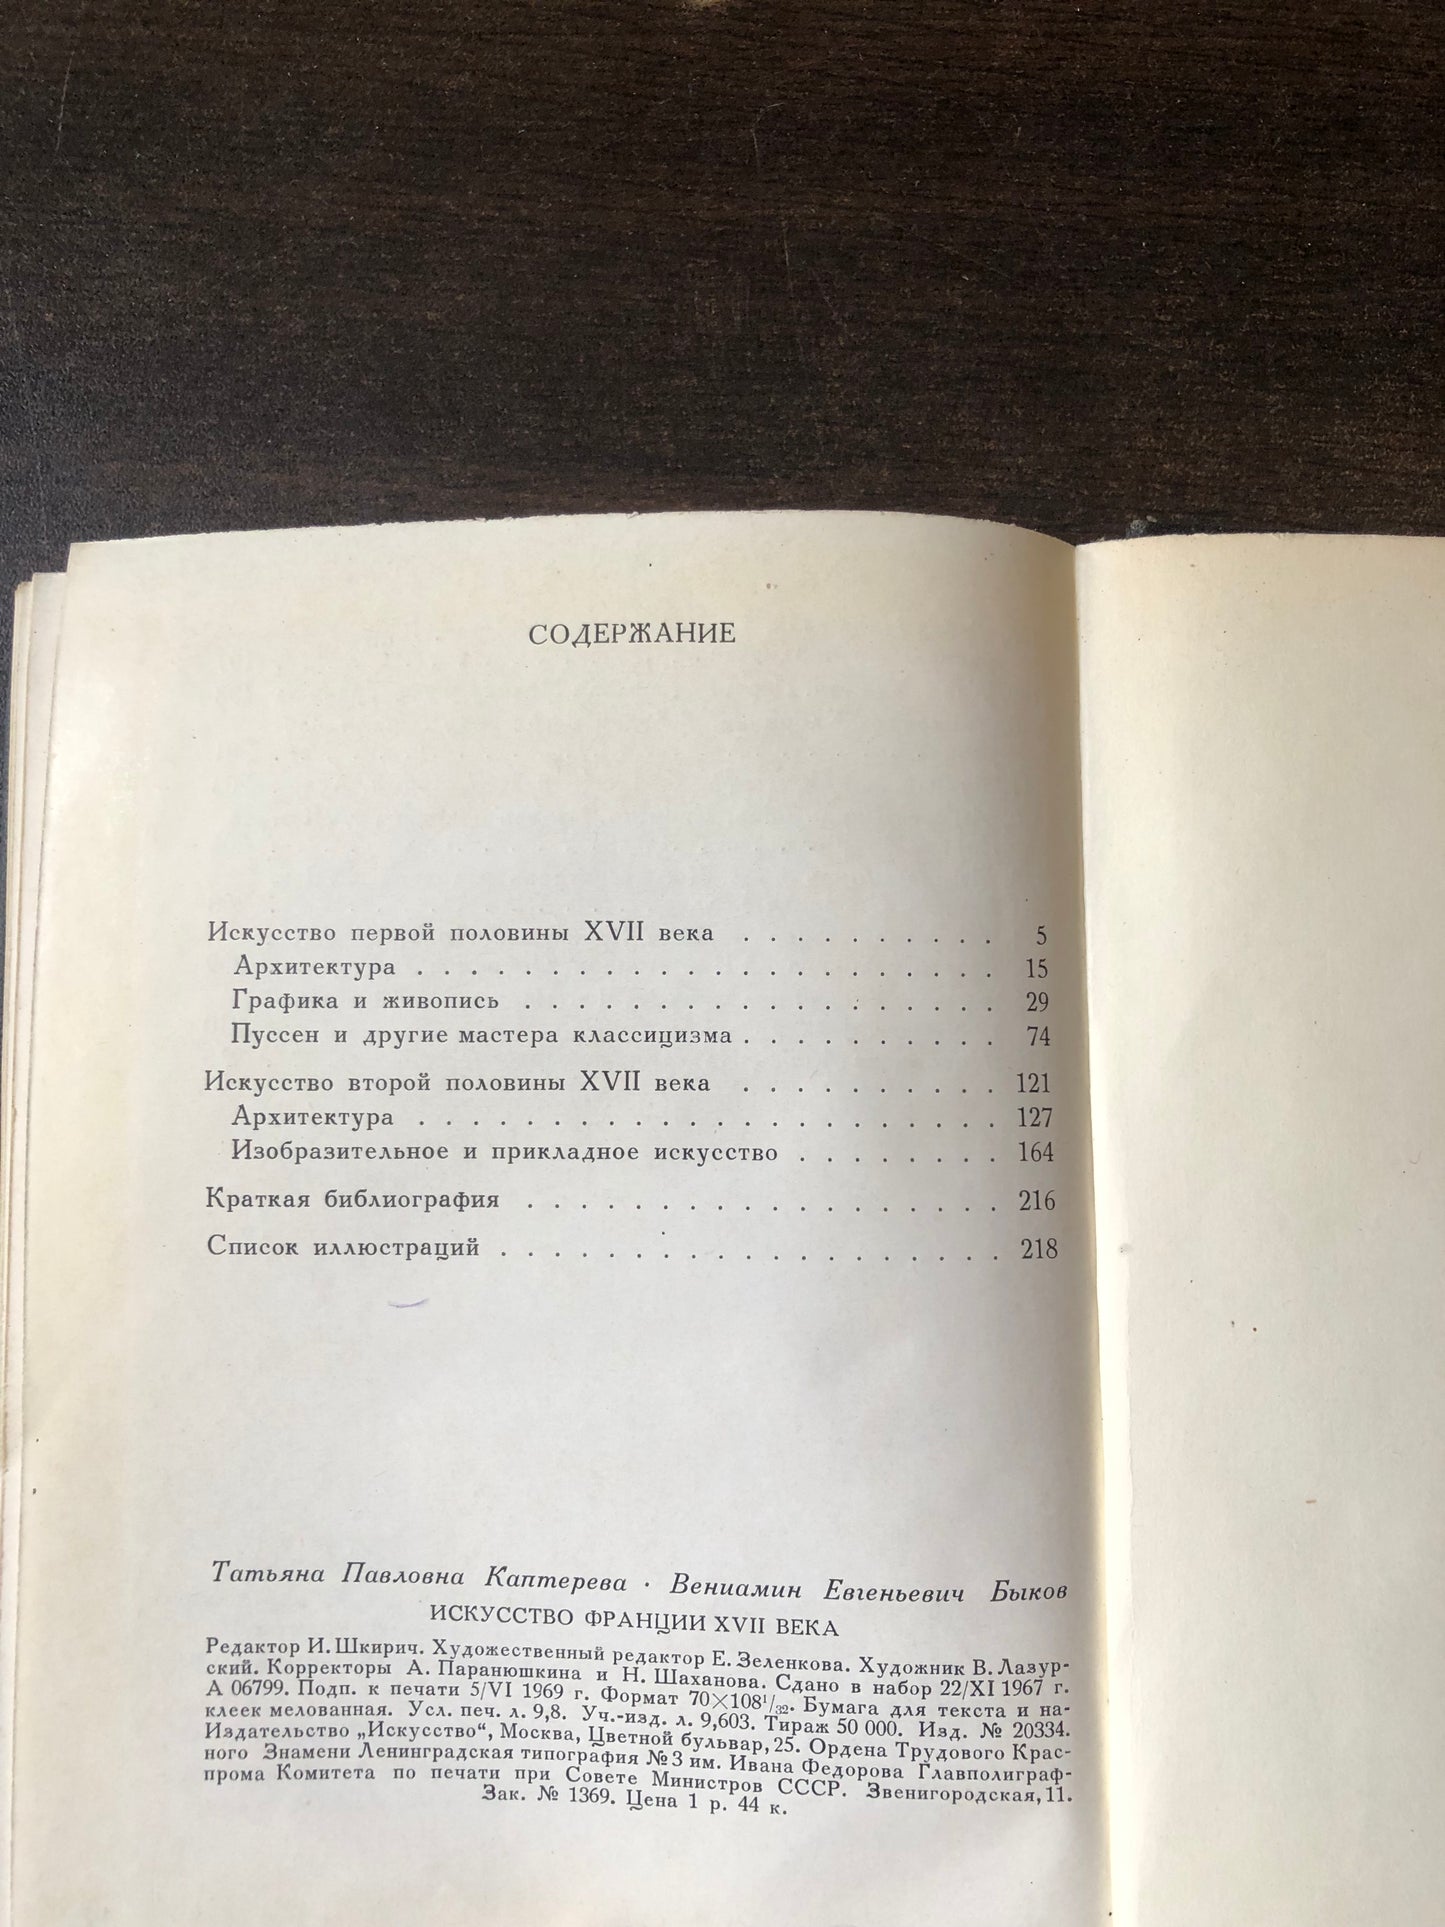 СОДЕРЖАНИЕ
Искусство первой половины XVII века . . . . . . . . . . 5
Архитектура . . . . . . . . . . . . . . . . . . . . . . 15
Графика и живопись . . . . . . . . . . . . . . . . . . 29
Пуссен и другие мастера классицизма . . . . . . . . . . 74
Искусство второй половины XVII века . . . . . . . . . . 121
Архитектура . . . . . . . . . . . . . . . . . . . . . . 127
Изобразительное и прикладное искусство . . . . . . . . 164
Краткая библиография . . . . . . . . . . . . . . . . . . 216
Список иллюстраций . . . . . . . . . . . . . . . . . . . 218
Татьяна Павловна Каптерева · Вениамин Евгеньевич Быков
ИСКУССТВО ФРАНЦИИ XVII ВЕКА
Редактор И. Шкирич. Художественный редактор Е. Зеленкова. Художник В. Лазур-
ский. Корректоры А. Паранюшкина и Н. Шаханова. Сдано в набор 22/XI 1967 г.
А 06799. Подп. к печати 5/VI 1969 г. Формат 70×108¹/₃₂. Бумага для текста и на-
клеек мелованная. Усл. печ. л. 9,8. Уч.-изд. л. 9,603. Тираж 50 000. Изд. № 20334.
Издательство „Искусство“, Москва, Цветной бульвар, 25. Ордена Трудового Крас-
ного Знамени Ленинградская типография № 3 им. Ивана Федорова Главполиграф-
прома Комитета по печати при Совете Министров СССР. Звенигородская, 11.
Зак. № 1369. Цена 1 р. 44 к.